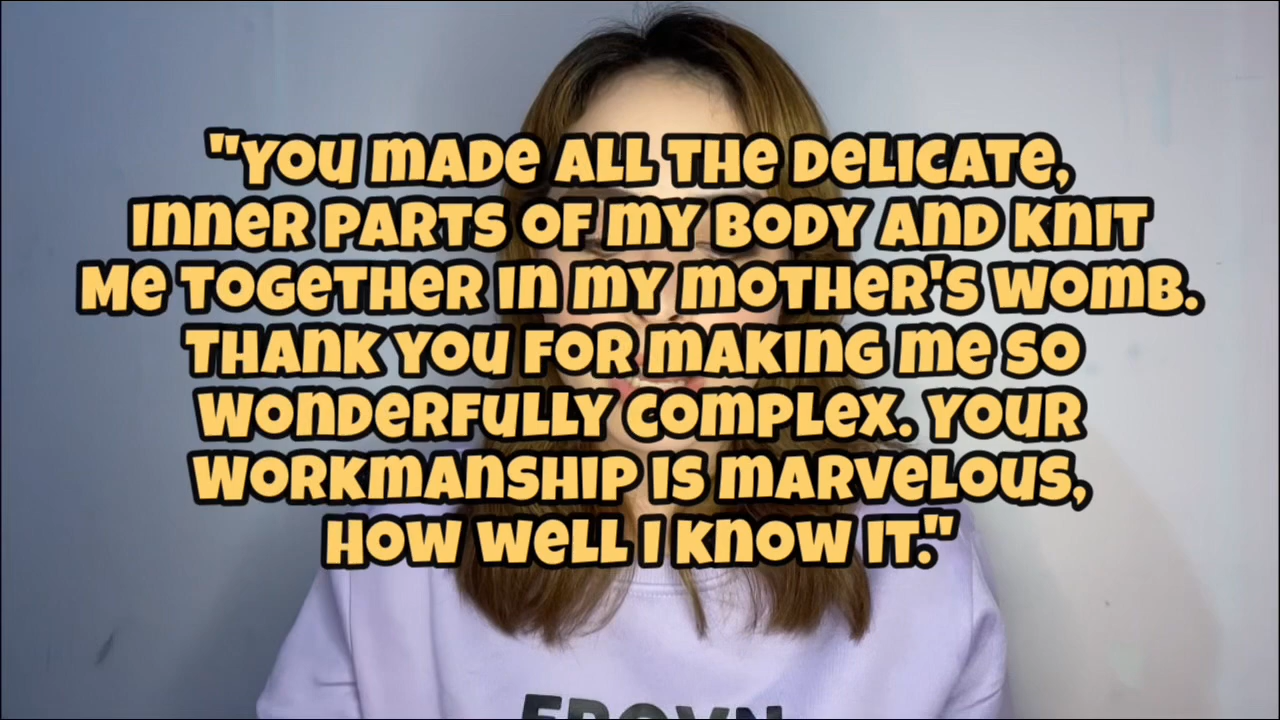 "You made all the delicate,
inner parts of my body and knit
me together in my mother's womb.
Thank you for making me so
wonderfully complex. Your
workmanship is marvelous,
how well I know it."